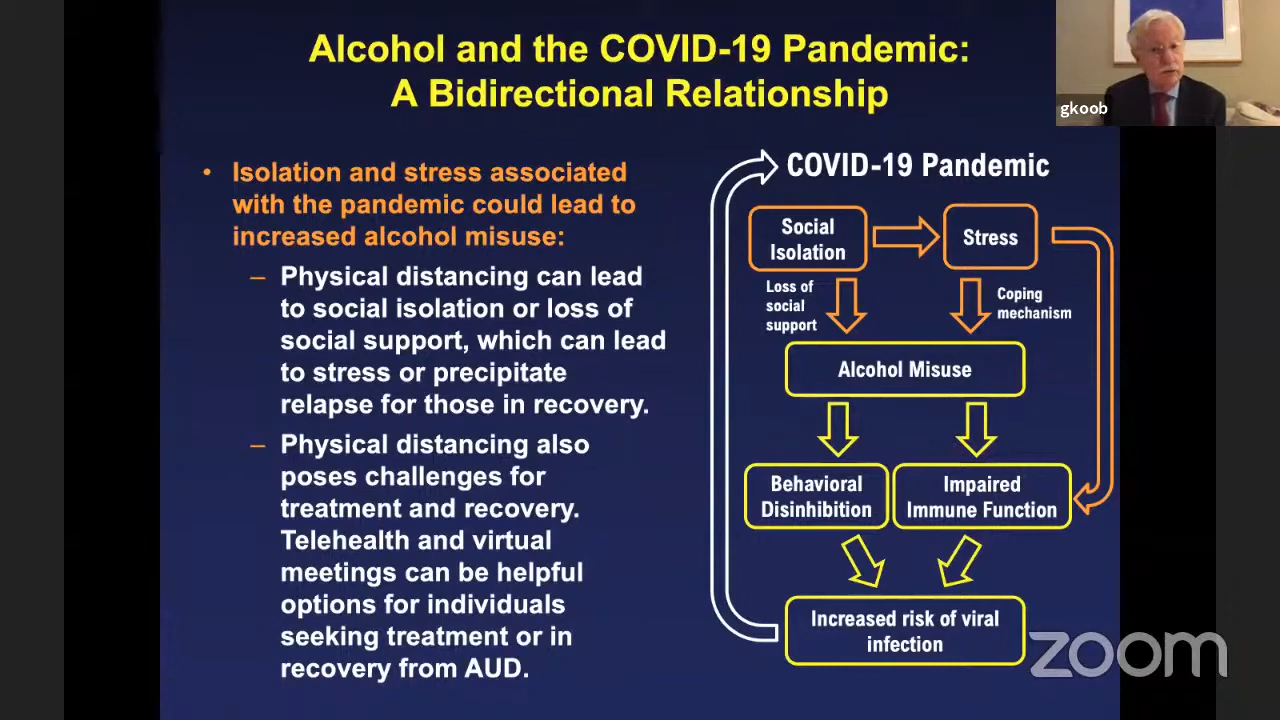 Alcohol and the COVID-19 Pandemic:
A Bidirectional Relationship
gkoob
• Isolation and stress associated
with the pandemic could lead to
increased alcohol misuse:
– Physical distancing can lead
to social isolation or loss of
social support, which can lead
to stress or precipitate
relapse for those in recovery.
– Physical distancing also
poses challenges for
treatment and recovery.
Telehealth and virtual
meetings can be helpful
options for individuals
seeking treatment or in
recovery from AUD.
COVID-19 Pandemic
Social
Isolation
Stress
Loss of
social
support
Coping
mechanism
Alcohol Misuse
Behavioral
Disinhibition
Impaired
Immune Function
Increased risk of viral
infection
zoom